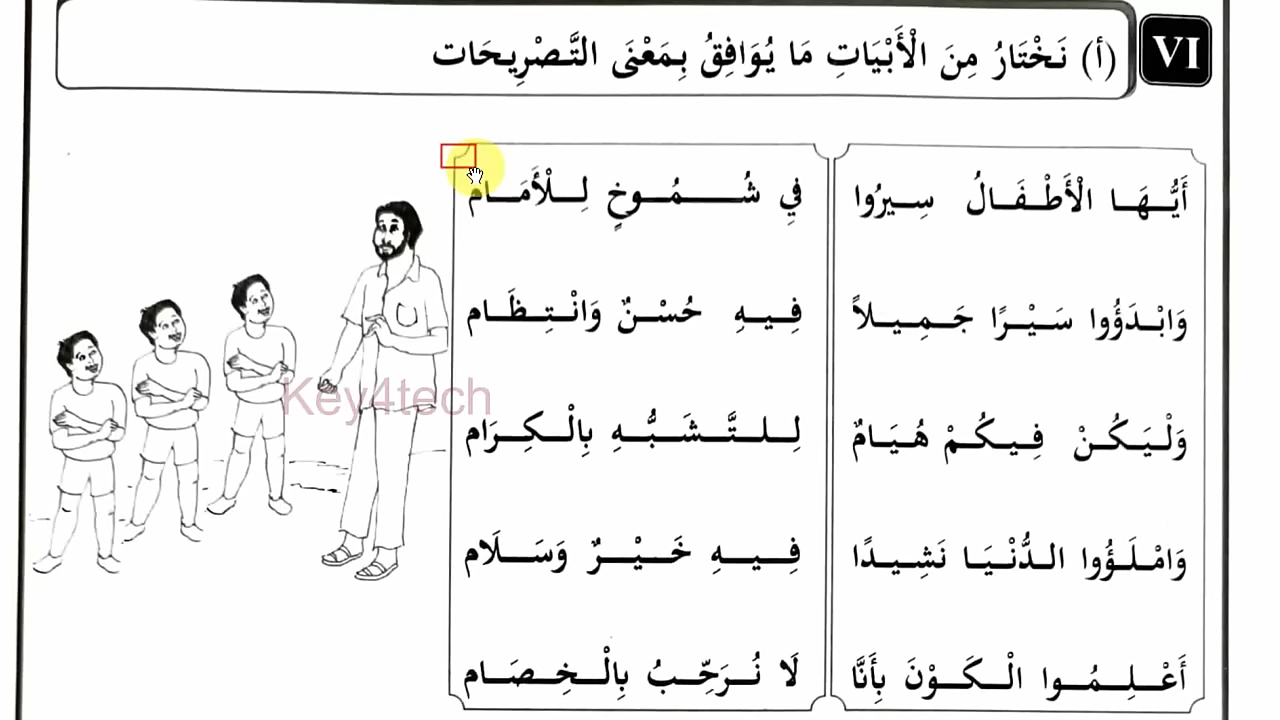 VI (أ) نَخْتَارُ مِنَ الْأَبْيَاتِ مَا يُوَافِقُ بِمَعْنَى التَّصْرِيحَات
أَيُّهَا الْأَطْفَالُ سِيرُوا فِي شُمُوخٍ لِلْأَمَام
وَابْدَؤُوا سَيْرًا جَمِيلاً فِيهِ حُسْنٌ وَانْتِظَام
وَلْيَكُنْ فِيكُمْ هُيَامٌ لِلتَّشَبُّهِ بِالْكِرَام
وَامْلَؤُوا الدُّنْيَا نَشِيدًا فِيهِ خَيْرٌ وَسَلَام
أَعْلِمُوا الْكَوْنَ بِأَنَّا لَا نُرَحِّبُ بِالْخِصَام
Key4tech